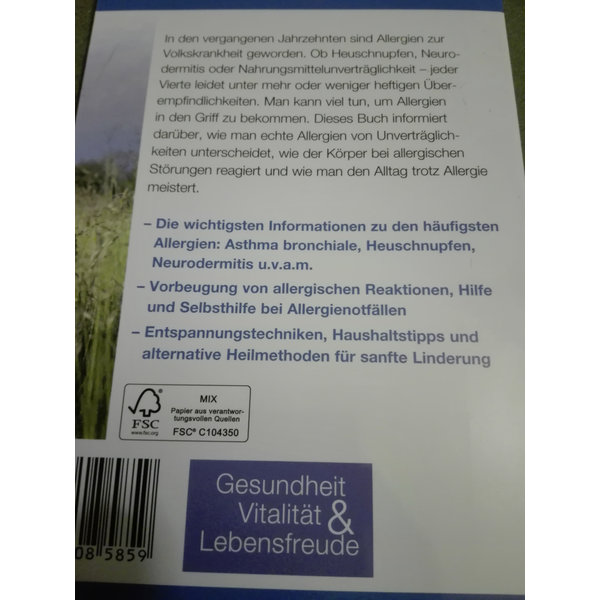 In den vergangenen Jahrzehnten sind Allergien zur
Volkskrankheit geworden. Ob Heuschnupfen, Neuro-
dermitis oder Nahrungsmittelunverträglichkeit – jeder
Vierte leidet unter mehr oder weniger heftigen Über-
empfindlichkeiten. Man kann viel tun, um Allergien
in den Griff zu bekommen. Dieses Buch informiert
darüber, wie man echte Allergien von Unverträglich-
keiten unterscheidet, wie der Körper bei allergischen
Störungen reagiert und wie man den Alltag trotz Allergie
meistert.
– Die wichtigsten Informationen zu den häufigsten
Allergien: Asthma bronchiale, Heuschnupfen,
Neurodermitis u.v.a.m.
– Vorbeugung von allergischen Reaktionen, Hilfe
und Selbsthilfe bei Allergienotfällen
– Entspannungstechniken, Haushaltstipps und
alternative Heilmethoden für sanfte Linderung
FSC
www.fsc.org
MIX
Papier aus verantwor-
tungsvollen Quellen
FSC® C104350
08 5859
Gesundheit
Vitalität &
Lebensfreude